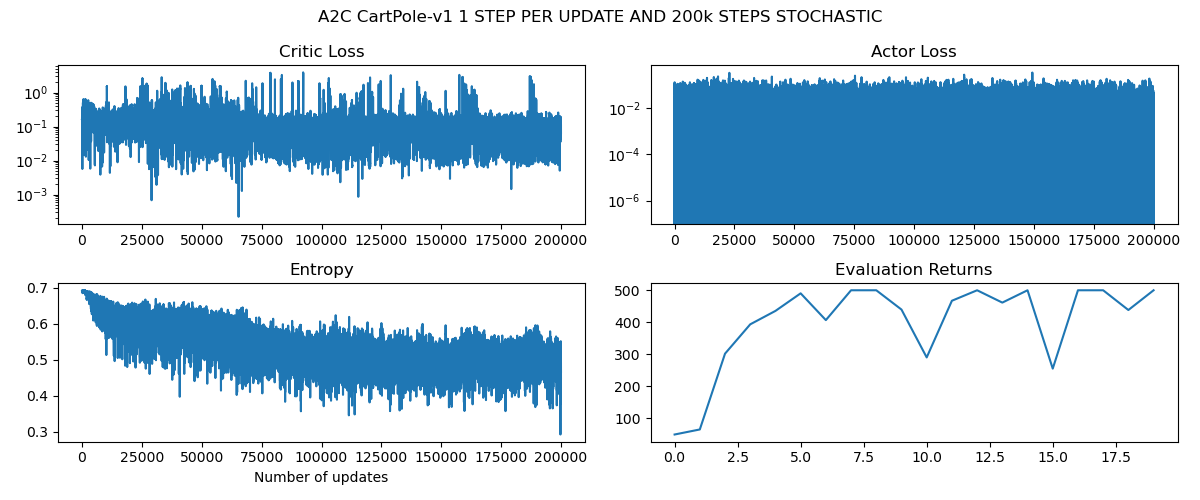 A2C CartPole-v1 1 STEP PER UPDATE AND 200k STEPS STOCHASTIC
Critic Loss
10⁰
10⁻¹
10⁻²
10⁻³
0 25000 50000 75000 100000 125000 150000 175000 200000
Actor Loss
10⁻²
10⁻⁴
10⁻⁶
0 25000 50000 75000 100000 125000 150000 175000 200000
Entropy
0.7
0.6
0.5
0.4
0.3
0 25000 50000 75000 100000 125000 150000 175000 200000
Number of updates
Evaluation Returns
500
400
300
200
100
0.0 2.5 5.0 7.5 10.0 12.5 15.0 17.5